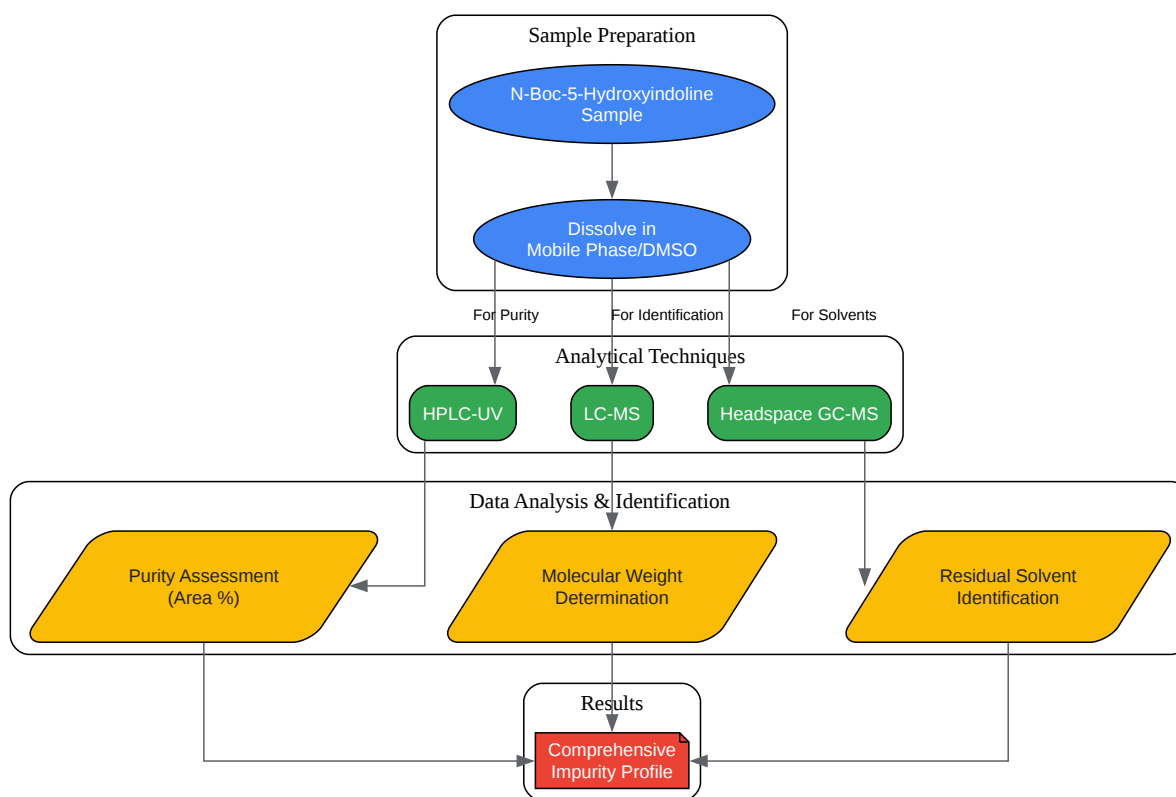 Sample Preparation
N-Boc-5-Hydroxyindoline
Sample
Dissolve in
Mobile Phase/DMSO
For Purity
For Identification
For Solvents
Analytical Techniques
HPLC-UV
LC-MS
Headspace GC-MS
Data Analysis & Identification
Purity Assessment
(Area %)
Molecular Weight
Determination
Residual Solvent
Identification
Results
Comprehensive
Impurity Profile